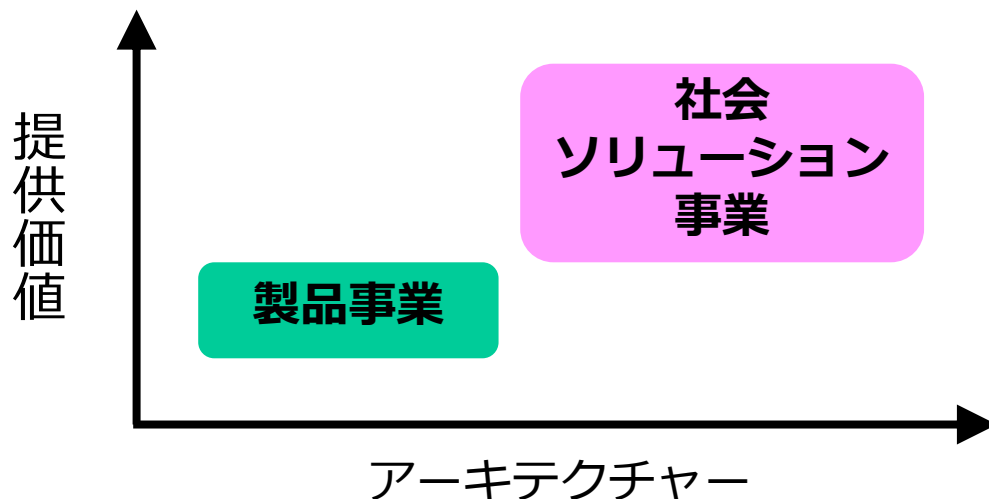 提供価値
社会
ソリューション
事業
製品事業
アーキテクチャー